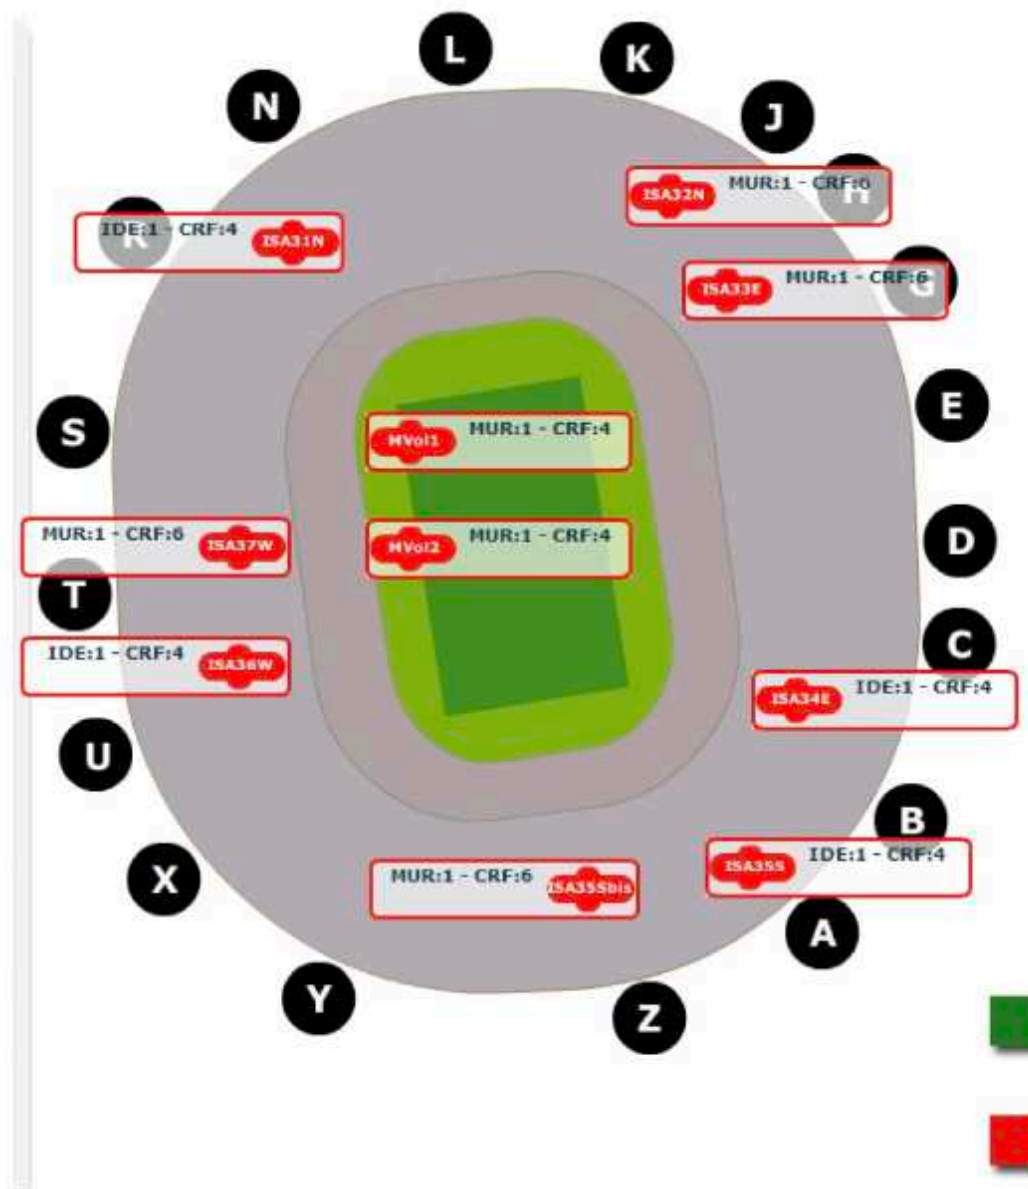 L
K
N
J
H
MUR:1 - CRF:6
ISA32N
R
IDE:1 - CRF:4
ISA31N
G
ISA33E
MUR:1 - CRF:6
E
S
MVol1
MUR:1 - CRF:4
MUR:1 - CRF:6
ISA37W
MVol2
MUR:1 - CRF:4
D
T
C
IDE:1 - CRF:4
ISA36W
ISA34E
IDE:1 - CRF:4
U
B
ISA35S
IDE:1 - CRF:4
X
MUR:1 - CRF:6
ISA35Sbis
A
Y
Z